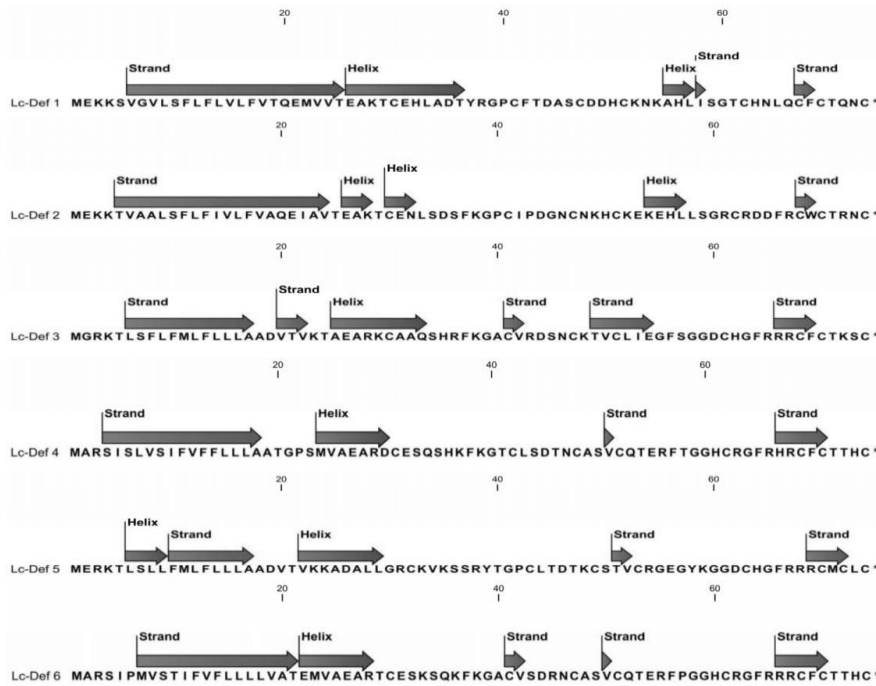 20 40 60
Strand
Strand Helix Helix Strand
Lc-Def 1 MEKKSVGVLSFLFLVLFVTQEMVVTEAKTCEHLADTYRGPCFTDASCDDHCKNKAHLISGTCHNLQCFCTQNC*
20 40 60
Helix
Strand Helix Helix Strand
Lc-Def 2 MEKKTVAALSFLFIVLFVAQEIAVTEAKTCENLSDSFKGPCIPDGNCNKHCKEKEHLLSGRCRDDFRCWCTRNC*
20 40 60
Strand
Strand Helix Strand Strand Strand
Lc-Def 3 MGRKTLSFLFMLFLLLAADVTVKTAEARKCAAQSHRFKGACVRDSNCKTVCLIEGFSGGDCHGFRRRCFCTKSC*
20 40 60
Strand Helix Strand Strand
Lc-Def 4 MARSISLVSIFVFFLLLAATGPSMVAEARDCESQSHKFKGTCLSDTNCASVCQTERFTGGHCRGFRHRCFCTTHC*
20 40 60
Helix
Strand Helix Strand Strand
Lc-Def 5 MERKTLSLLFMLFLLLAADVTVKKADALLGRCKVKSSRYTGPCLTDTKCSTVCRGEGYKGGDCHGFRRRCMCLC*
20 40 60
Strand Helix Strand Strand Strand
Lc-Def 6 MARSIPMVSTIFVFLLLLVATEMVAEARTCESKSQKFKGACVSDRNCASVCQTERFPGGHCRGFRRRCFCTTHC*